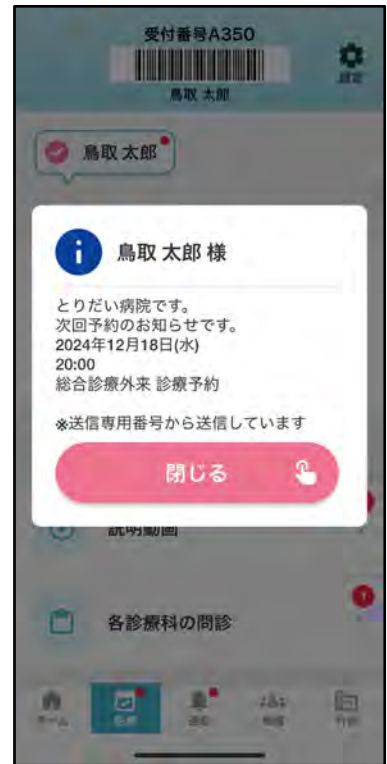 受付番号A350
設定
鳥取 太郎
鳥取 太郎
鳥取 太郎 様
とりだい病院です。
次回予約のお知らせです。
2024年12月18日(水)
20:00
総合診療外来 診療予約
※送信専用番号から送信しています
閉じる
説明動画
各診療科の問診
ホーム